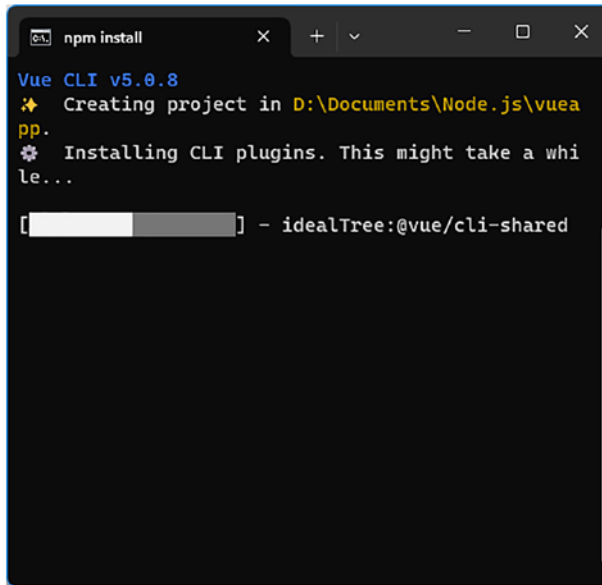 npm install
Vue CLI v5.0.8
✨ Creating project in D:\Documents\Node.js\vuea
pp.
⚙ Installing CLI plugins. This might take a whi
le...
[ ] - idealTree:@vue/cli-shared